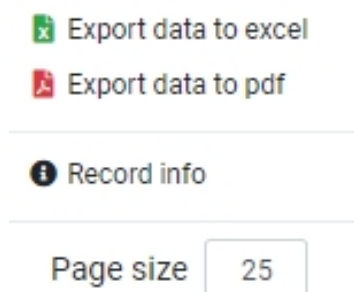 Export data to excel
Export data to pdf
Record info
Page size 25